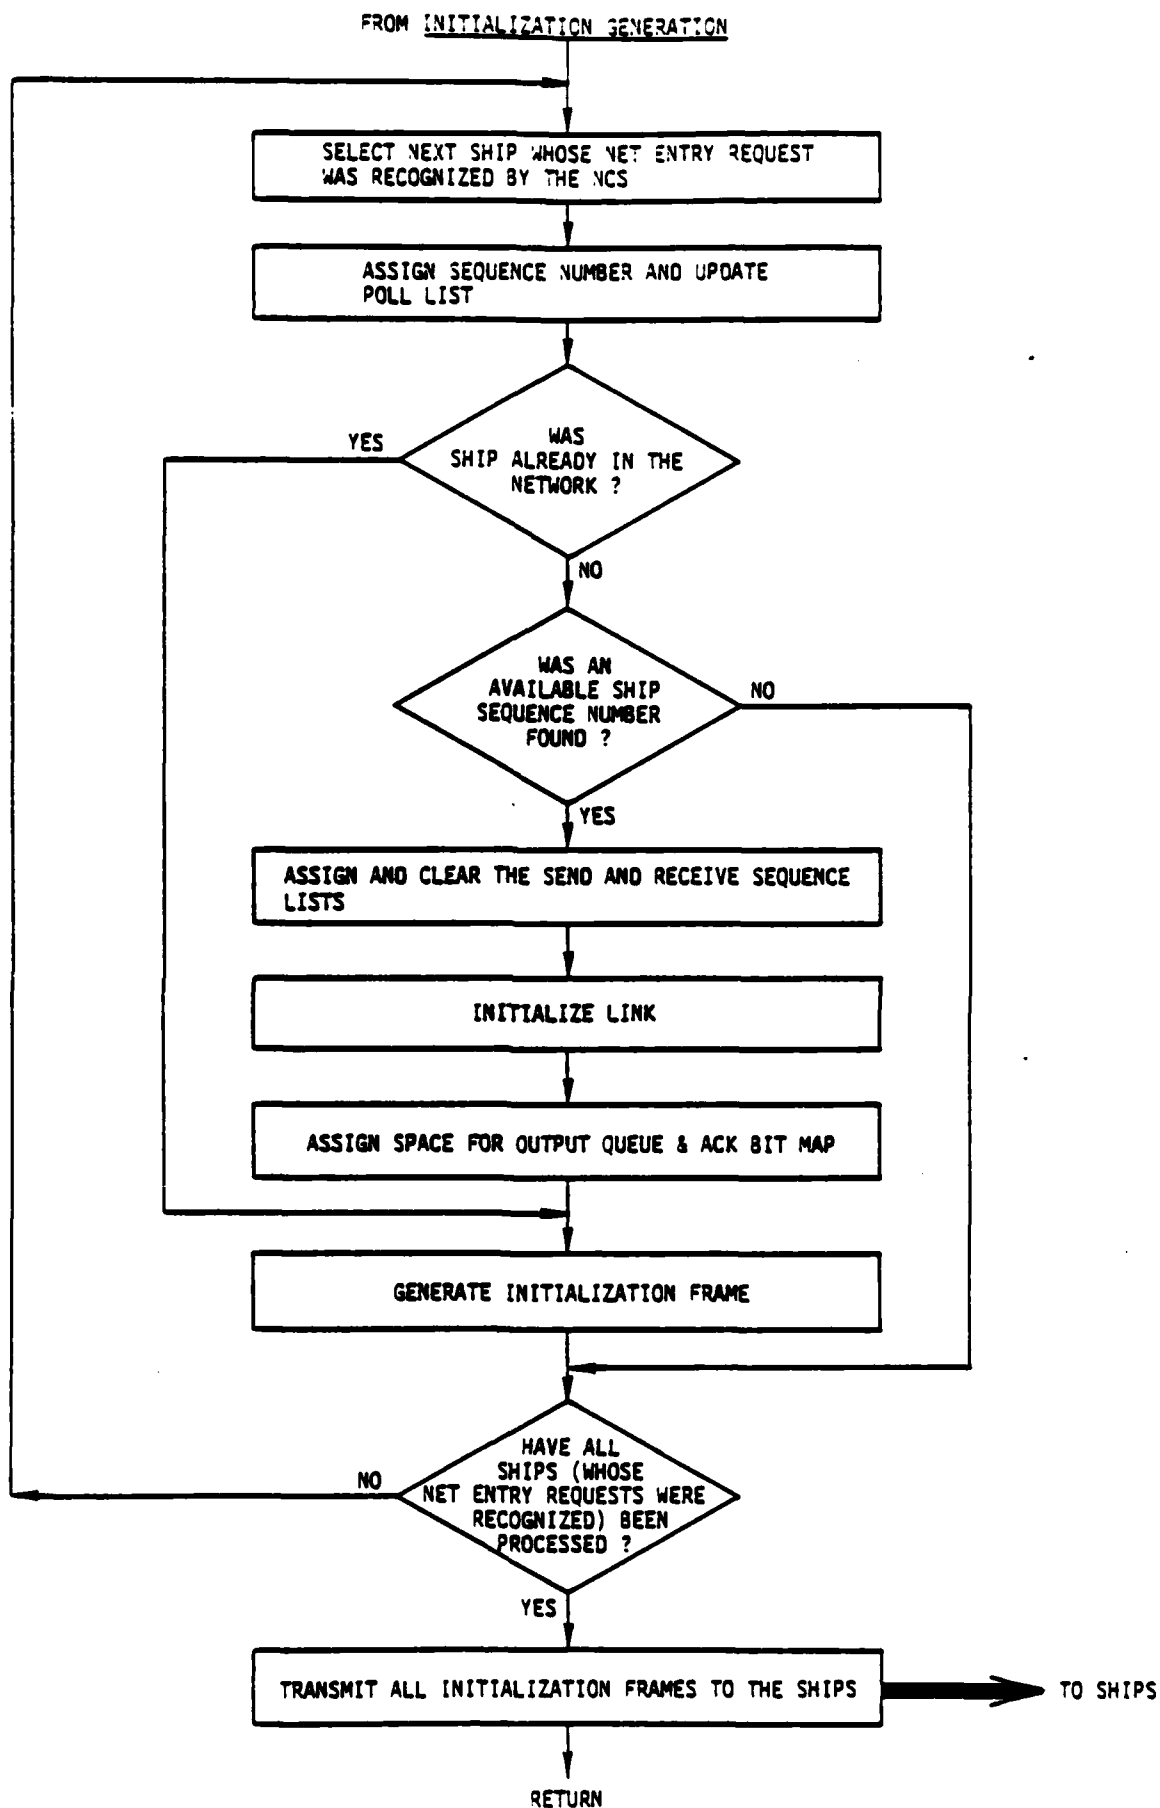 FROM INITIALIZATION GENERATION
SELECT NEXT SHIP WHOSE NET ENTRY REQUEST
WAS RECOGNIZED BY THE NCS
ASSIGN SEQUENCE NUMBER AND UPDATE
POLL LIST
YES
WAS
SHIP ALREADY IN THE
NETWORK ?
NO
WAS AN
AVAILABLE SHIP
SEQUENCE NUMBER
FOUND ?
NO
YES
ASSIGN AND CLEAR THE SEND AND RECEIVE SEQUENCE
LISTS
INITIALIZE LINK
ASSIGN SPACE FOR OUTPUT QUEUE & ACK BIT MAP
GENERATE INITIALIZATION FRAME
HAVE ALL
SHIPS (WHOSE
NET ENTRY REQUESTS WERE
RECOGNIZED) BEEN
PROCESSED ?
NO
YES
TRANSMIT ALL INITIALIZATION FRAMES TO THE SHIPS
TO SHIPS
RETURN